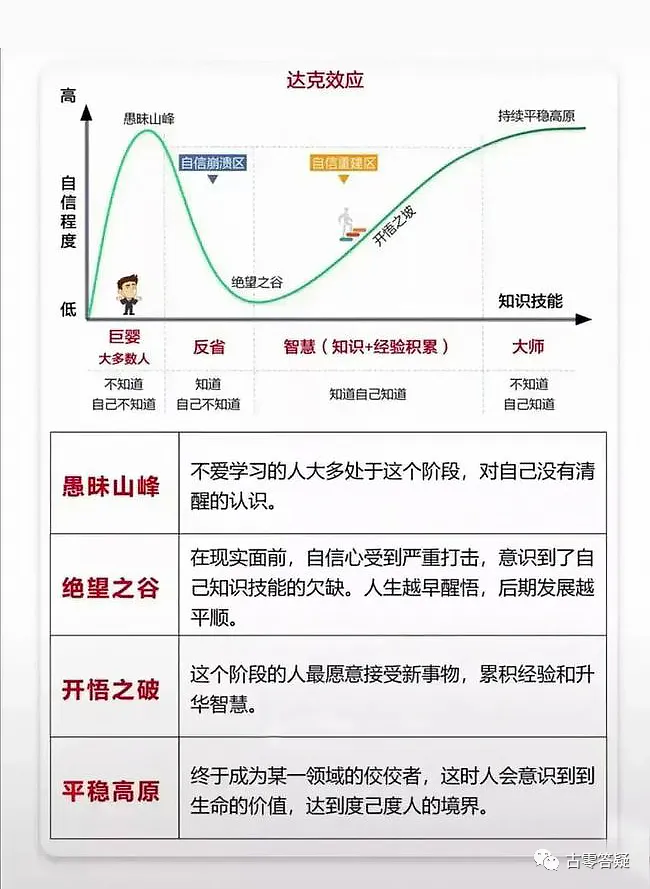 达克效应
高
愚昧山峰
持续平稳高原
自信崩溃区
自信重建区
自信程度
开悟之坡
绝望之谷
低
知识技能
巨婴
大多数人
反省
智慧（知识+经验积累）
大师
不知道
自己不知道
知道
自己不知道
知道自己知道
不知道
自己知道
愚昧山峰
不爱学习的人大多处于这个阶段，对自己没有清
醒的认识。
绝望之谷
在现实面前，自信心受到严重打击，意识到了自
己知识技能的欠缺。人生越早醒悟，后期发展越
平顺。
开悟之破
这个阶段的人最愿意接受新事物，累积经验和升
华智慧。
平稳高原
终于成为某一领域的佼佼者，这时人会意识到到
生命的价值，达到度己度人的境界。
古零答疑